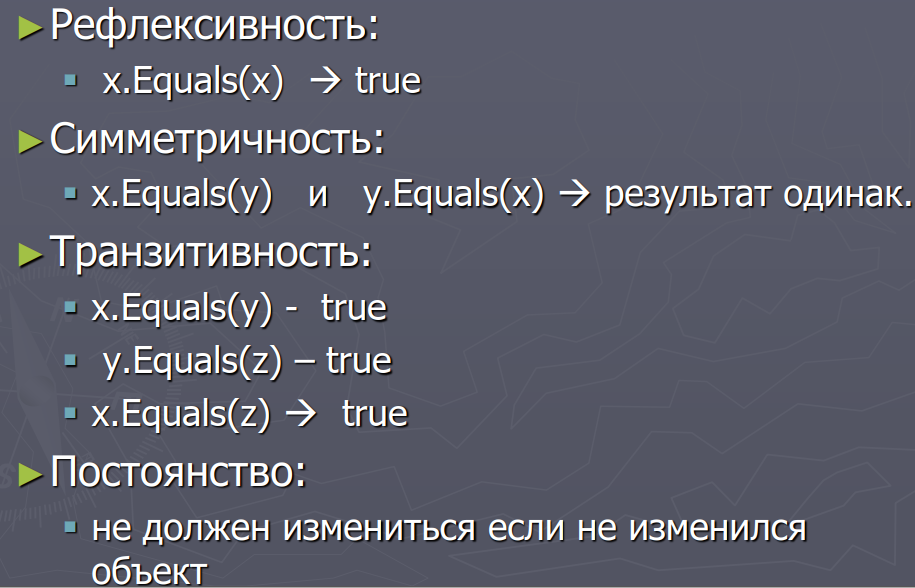 ► Рефлексивность:
▪ x.Equals(x) → true
► Симметричность:
▪ x.Equals(y) и y.Equals(x) → результат одинак.
► Транзитивность:
▪ x.Equals(y) - true
▪ y.Equals(z) – true
▪ x.Equals(z) → true
► Постоянство:
▪ не должен измениться если не изменился
объект